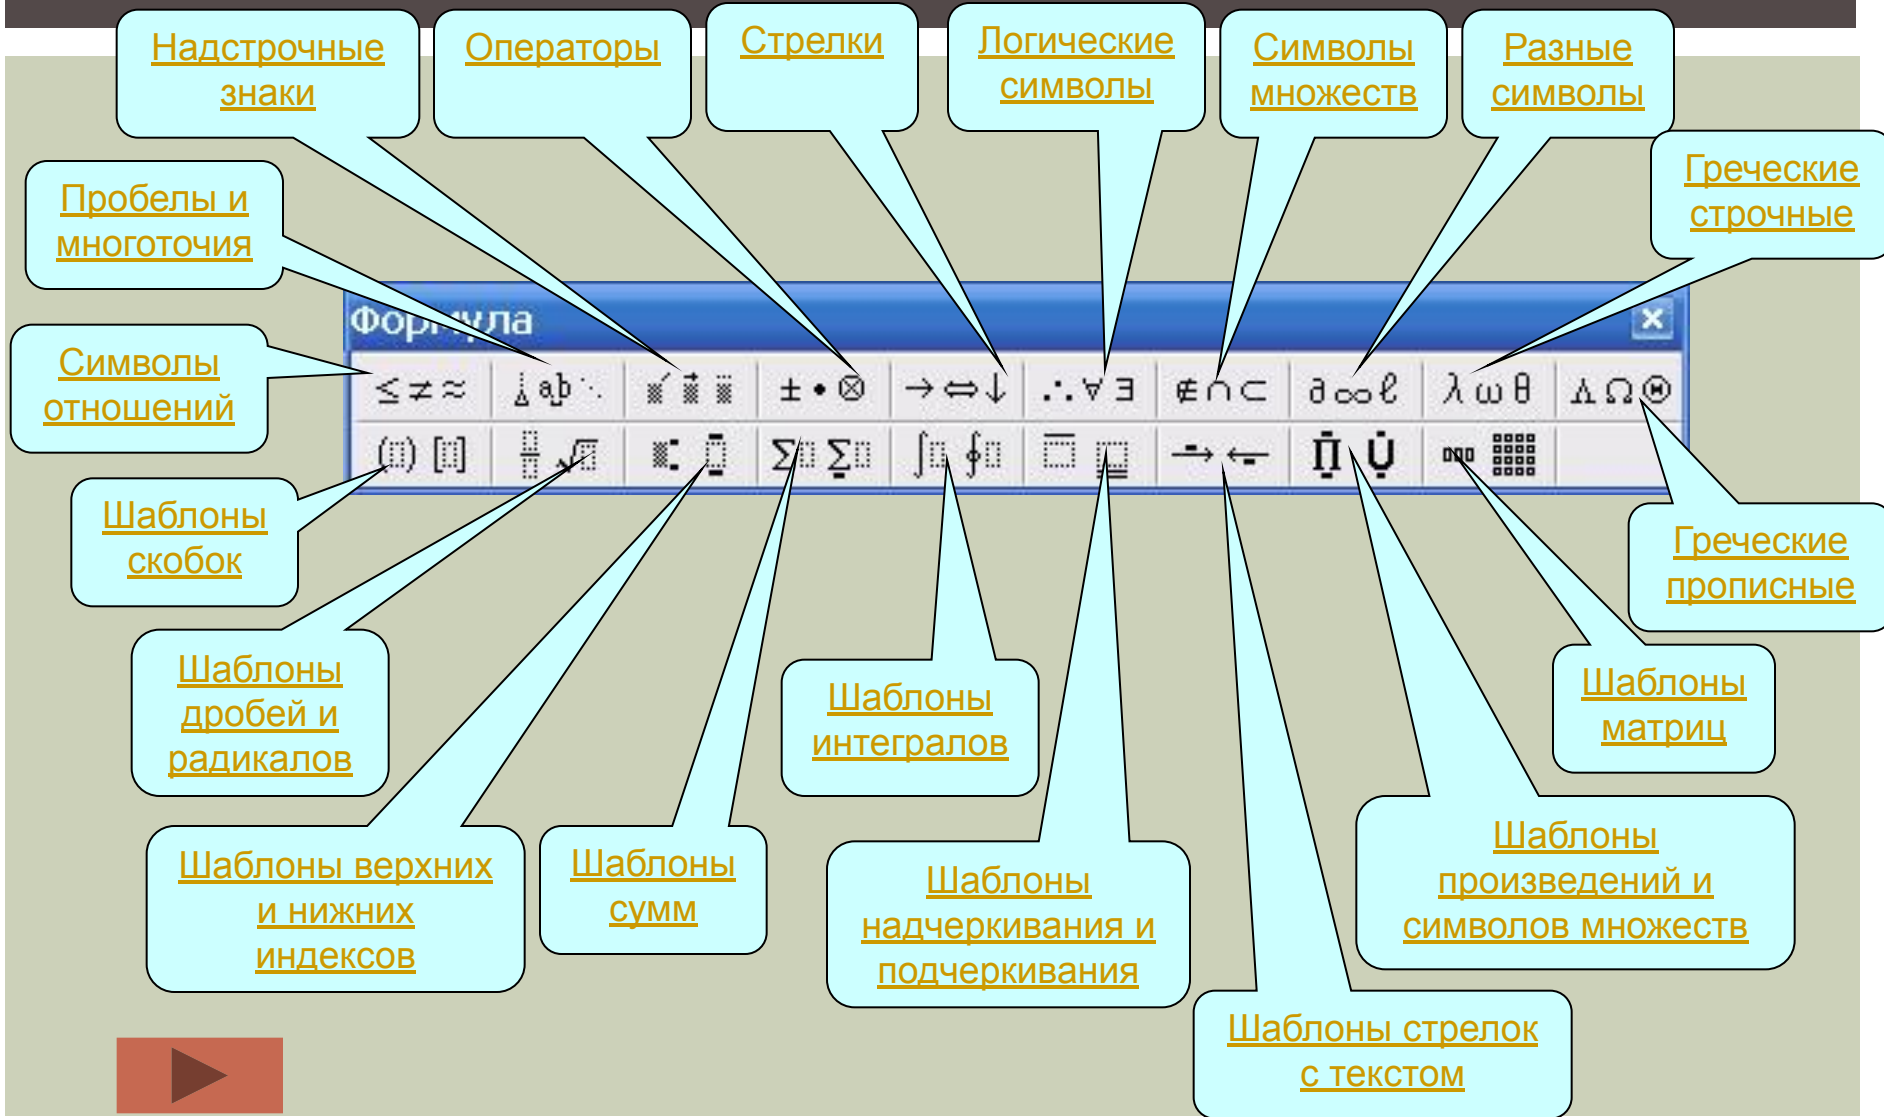 Надстрочные
знаки
Операторы
Стрелки
Логические
символы
Символы
множеств
Разные
символы
Греческие
строчные
Пробелы и
многоточия
Формула
Символы
отношений
≤ ≠ ≈ ab ⋱ ± • ⊗ → ⇔ ↓ ∴ ∀ ∃ ∉ ∩ ⊂ ∂ ∞ ℓ λ ω θ Λ Ω Θ
(▯) [▯] √▯ Σ▯ Σ▯ ∫▯ ∮▯ → ← Π Ụ
Шаблоны
скобок
Греческие
прописные
Шаблоны
дробей и
радикалов
Шаблоны
интегралов
Шаблоны
матриц
Шаблоны верхних
и нижних
индексов
Шаблоны
сумм
Шаблоны
надчеркивания и
подчеркивания
Шаблоны
произведений и
символов множеств
Шаблоны стрелок
с текстом